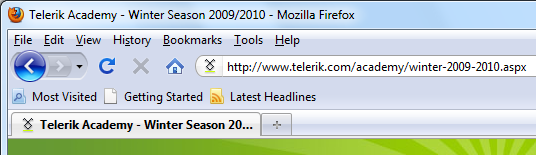 Telerik Academy - Winter Season 2009/2010 - Mozilla Firefox
File Edit View History Bookmarks Tools Help
http://www.telerik.com/academy/winter-2009-2010.aspx
Most Visited Getting Started Latest Headlines
Telerik Academy - Winter Season 20...